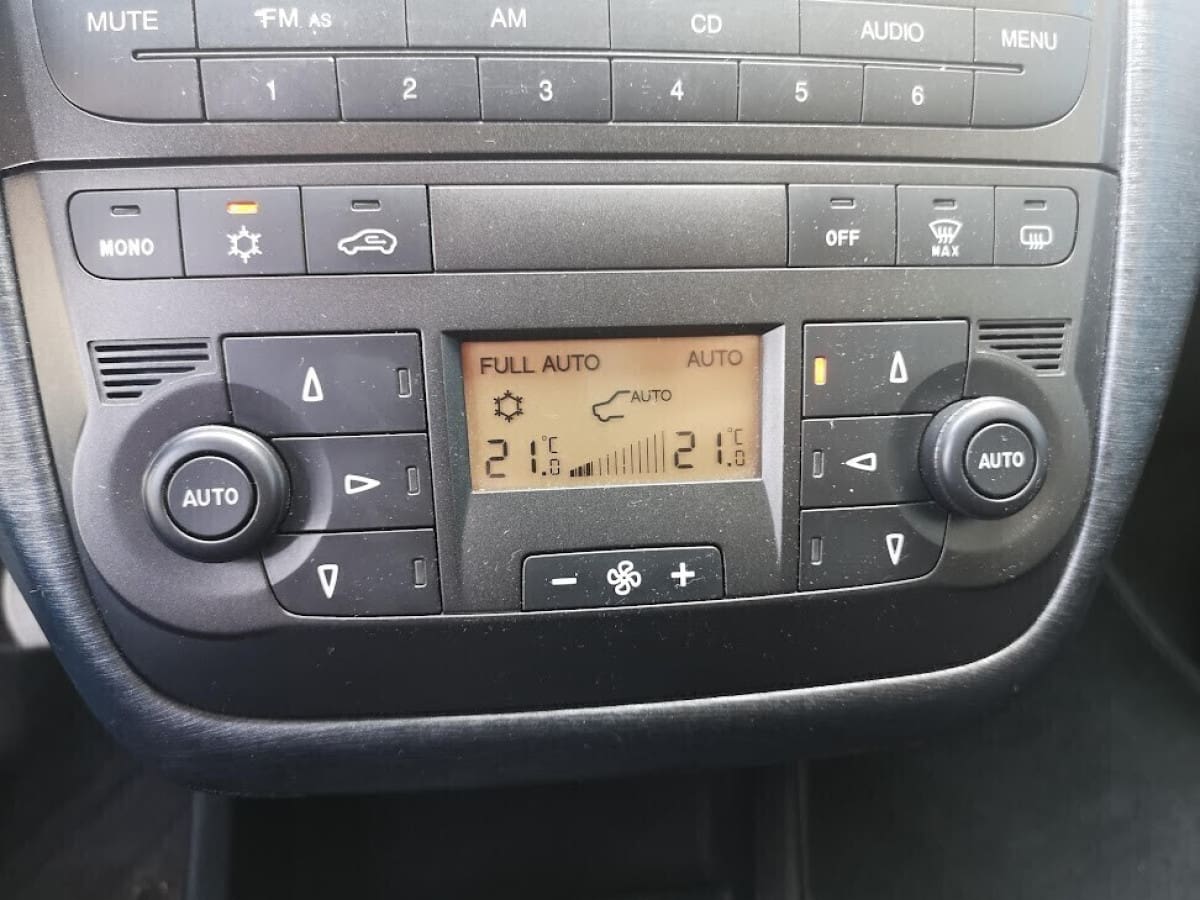 MUTE FM AS AM CD AUDIO MENU
1 2 3 4 5 6
MONO OFF MAX
FULL AUTO AUTO
AUTO
21.0 °C 21.0 °C
AUTO AUTO
- +